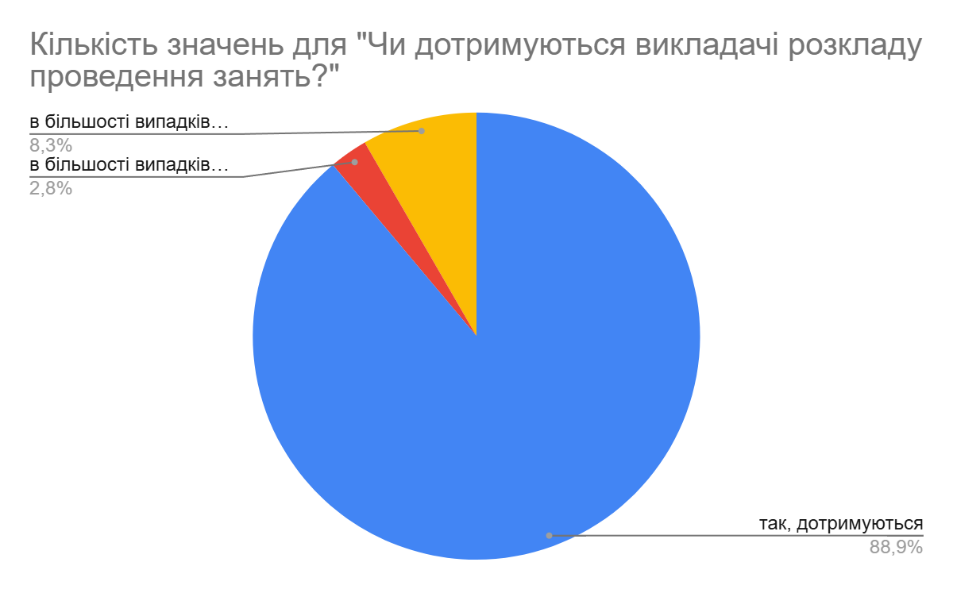 Кількість значень для "Чи дотримуються викладачі розкладу
проведення занять?"
в більшості випадків…
8,3%
в більшості випадків…
2,8%
так, дотримуються
88,9%